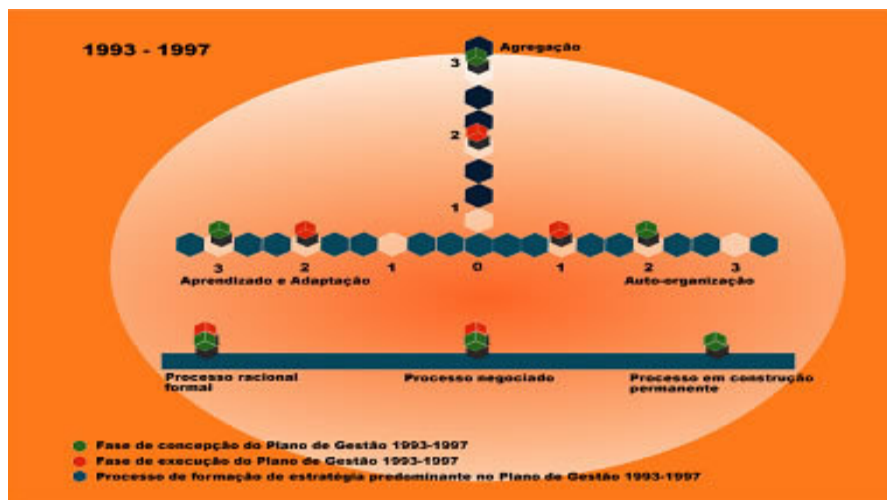 1993 - 1997
Agregação
3
2
1
3 2 1 0 1 2 3
Aprendizado e Adaptação Auto-organização
Processo racional formal
Processo negociado
Processo em construção permanente
Fase de concepção do Plano de Gestão 1993-1997
Fase de execução do Plano de Gestão 1993-1997
Processo de formação de estratégia predominante no Plano de Gestão 1993-1997